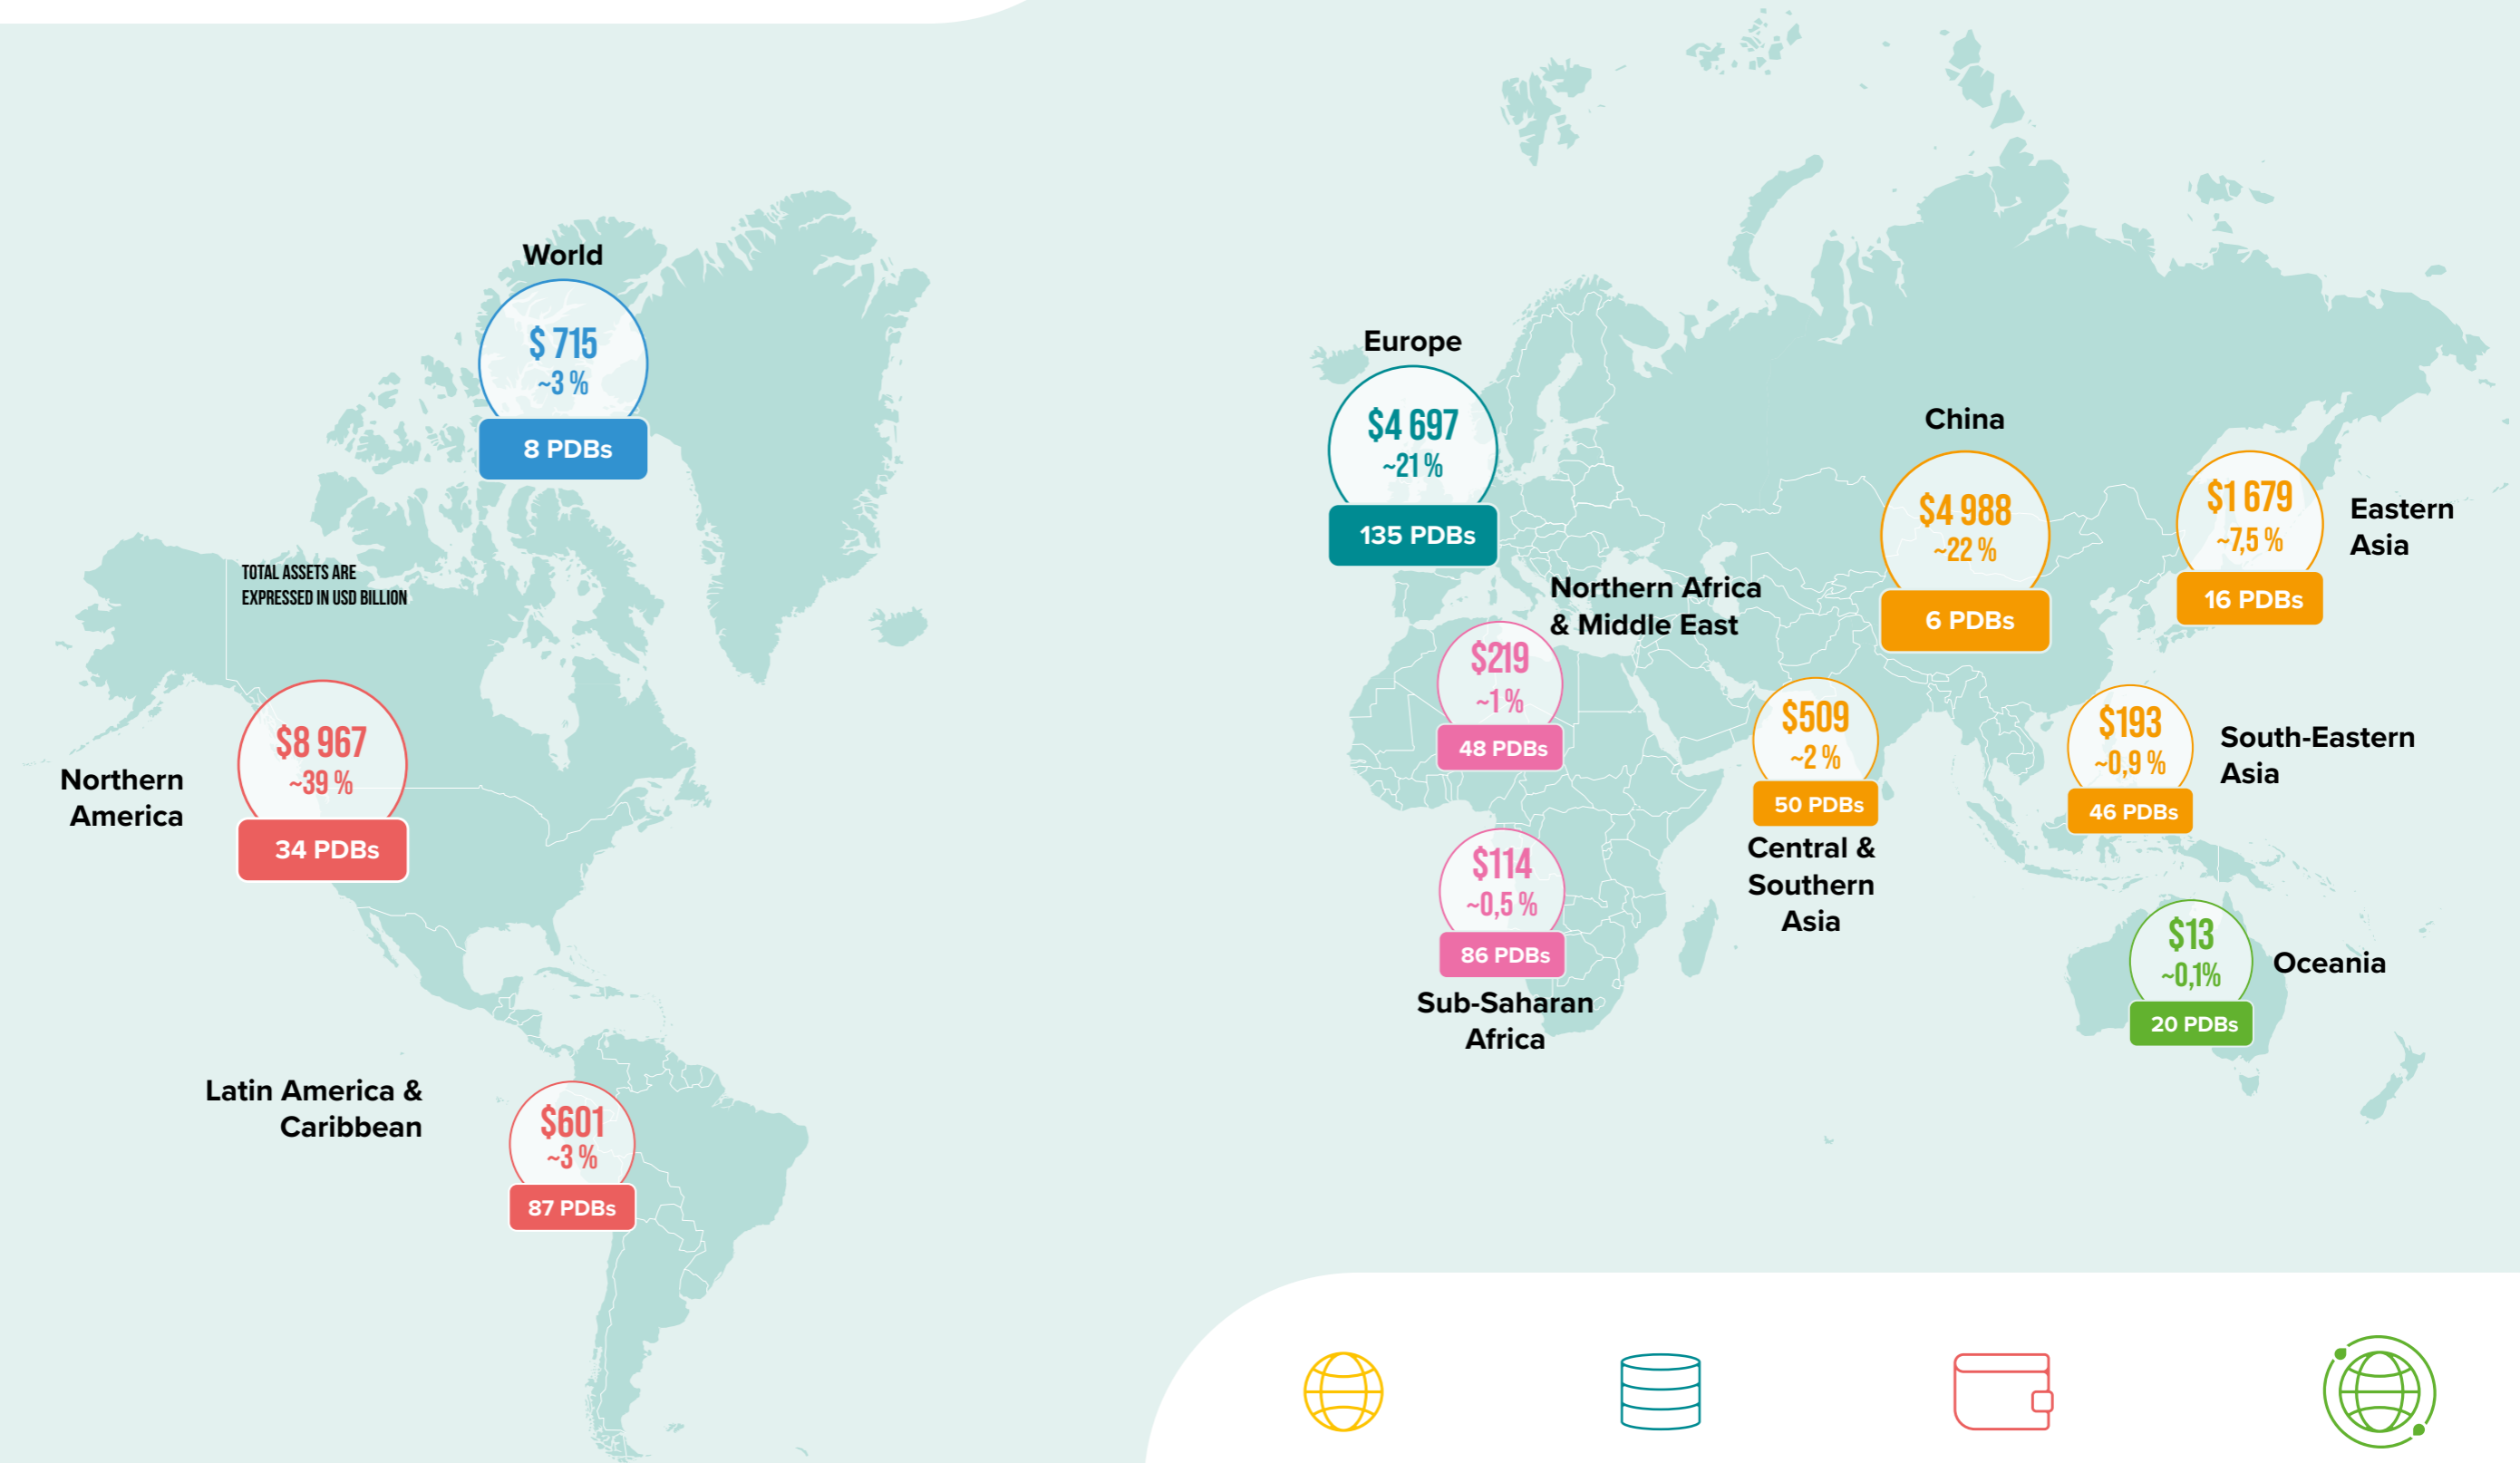 World
$ 715
~3 %
8 PDBs
Europe
$4 697
~21 %
135 PDBs
China
$4 988
~22 %
6 PDBs
$1 679
~7,5 %
16 PDBs
Eastern
Asia
TOTAL ASSETS ARE
EXPRESSED IN USD BILLION
Northern Africa
& Middle East
$219
~1 %
48 PDBs
Northern
America
$8 967
~39 %
34 PDBs
$509
~2 %
50 PDBs
Central &
Southern
Asia
$193
~0,9 %
46 PDBs
South-Eastern
Asia
$114
~0,5 %
86 PDBs
Sub-Saharan
Africa
$13
~0,1%
20 PDBs
Oceania
Latin America &
Caribbean
$601
~3 %
87 PDBs